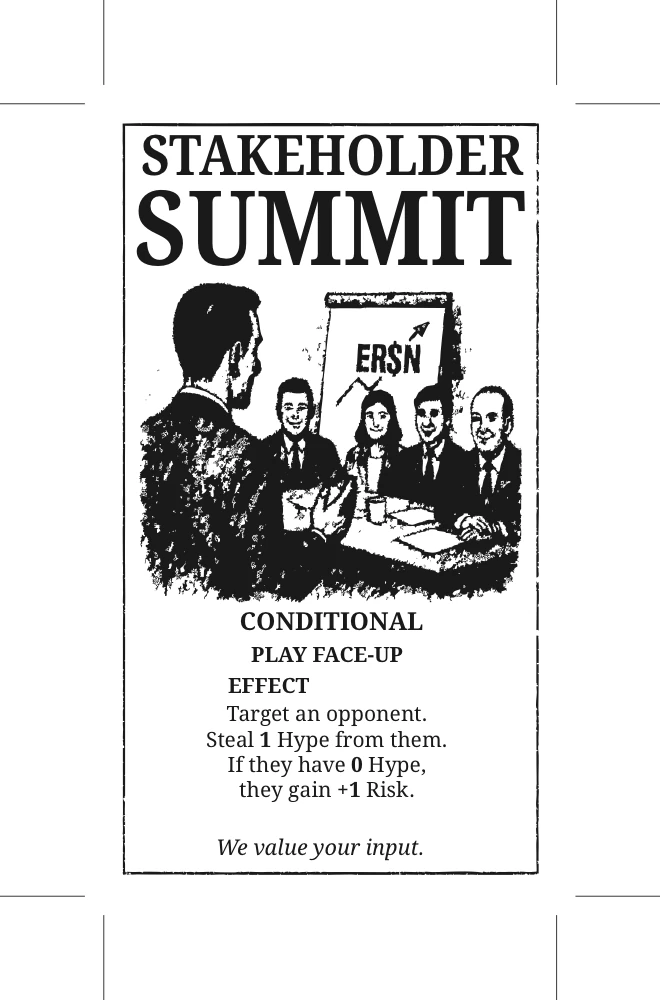 STAKEHOLDER
SUMMIT
ER$N
CONDITIONAL
PLAY FACE-UP
EFFECT
Target an opponent.
Steal 1 Hype from them.
If they have 0 Hype,
they gain +1 Risk.
We value your input.